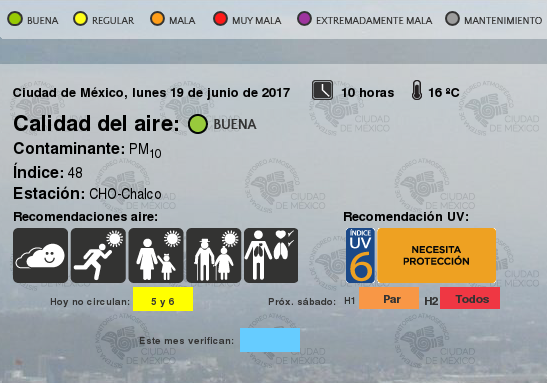 BUENA REGULAR MALA MUY MALA EXTREMADAMENTE MALA MANTENIMIENTO
Ciudad de México, lunes 19 de junio de 2017 10 horas 16 ºC
Calidad del aire: BUENA
Contaminante: PM10
Índice: 48
Estación: CHO-Chalco
Recomendaciones aire: Recomendación UV:
ÍNDICE
UV
6
NECESITA
PROTECCIÓN
Hoy no circulan: 5 y 6 Próx. sábado: H1 Par H2 Todos
Este mes verifican:
CIUDAD
DE MÉXICO